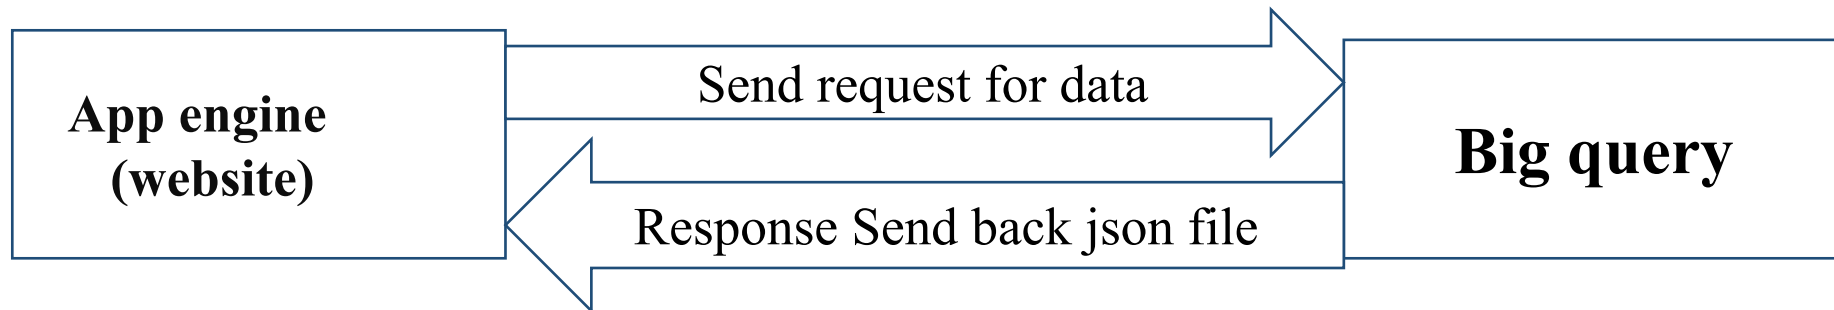 App engine
(website)
Send request for data
Response Send back json file
Big query